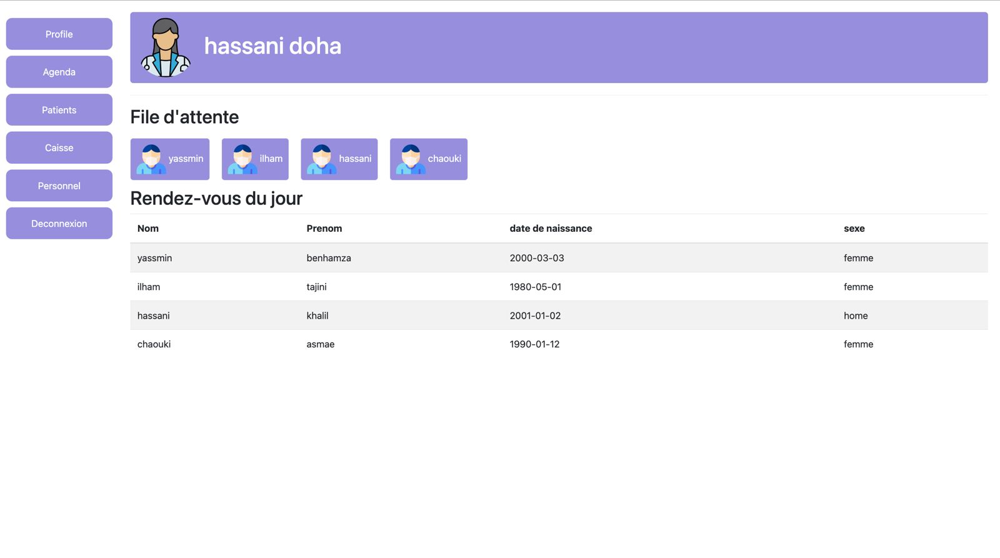 Profile
Agenda
Patients
Caisse
Personnel
Deconnexion
hassani doha
File d'attente
yassmin ilham hassani chaouki
Rendez-vous du jour
Nom Prenom date de naissance sexe
yassmin benhamza 2000-03-03 femme
ilham tajini 1980-05-01 femme
hassani khalil 2001-01-02 home
chaouki asmae 1990-01-12 femme